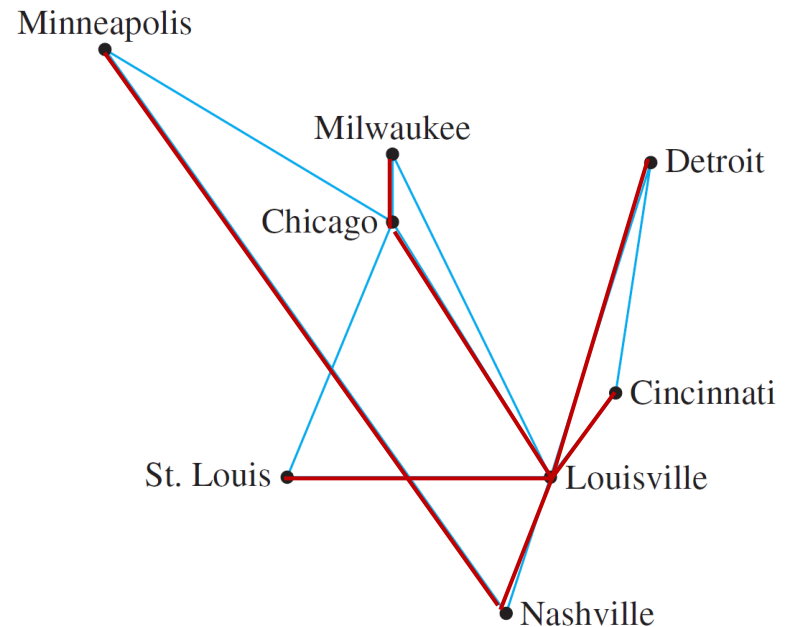 Minneapolis
Milwaukee
Detroit
Chicago
Cincinnati
St. Louis
Louisville
Nashville